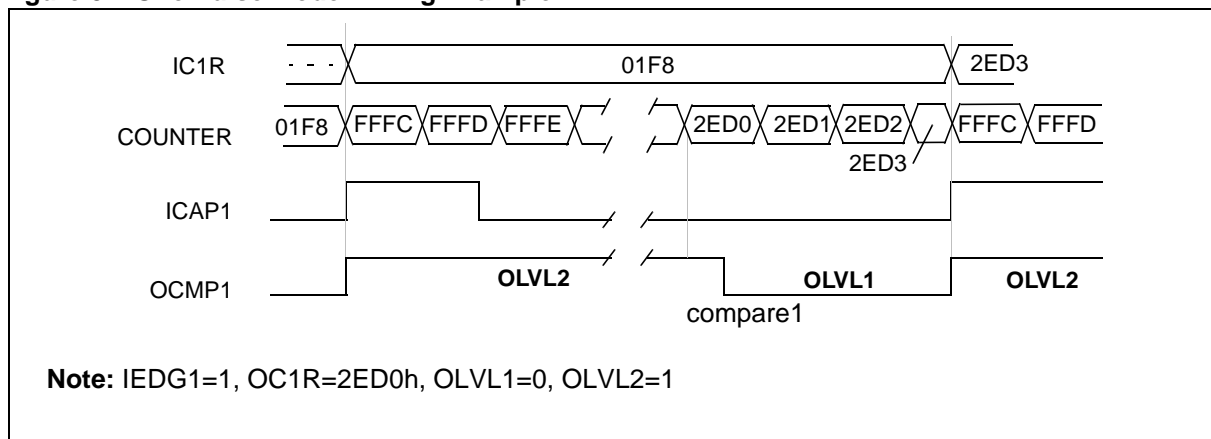 IC1R - - - 01F8 2ED3
COUNTER 01F8 FFFC FFFD FFFE 2ED0 2ED1 2ED2 FFFC FFFD
2ED3
ICAP1
OCMP1 OLVL2 OLVL1 OLVL2
compare1
Note: IEDG1=1, OC1R=2ED0h, OLVL1=0, OLVL2=1